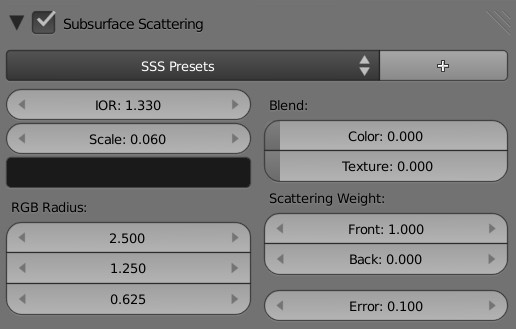 Subsurface Scattering
SSS Presets
IOR: 1.330
Scale: 0.060
RGB Radius:
2.500
1.250
0.625
Blend:
Color: 0.000
Texture: 0.000
Scattering Weight:
Front: 1.000
Back: 0.000
Error: 0.100